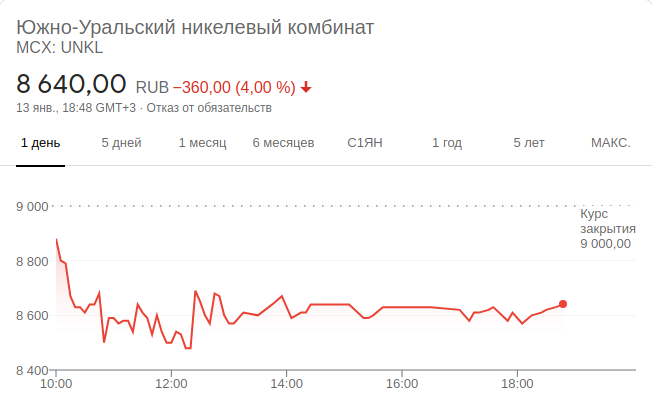 Южно-Уральский никелевый комбинат
MCX: UNKL
8 640,00 RUB −360,00 (4,00 %)
13 янв., 18:48 GMT+3 · Отказ от обязательств
1 день 5 дней 1 месяц 6 месяцев С1ЯН 1 год 5 лет МАКС.
9 000
Курс
закрытия
9 000,00
8 800
8 600
8 400
10:00 12:00 14:00 16:00 18:00